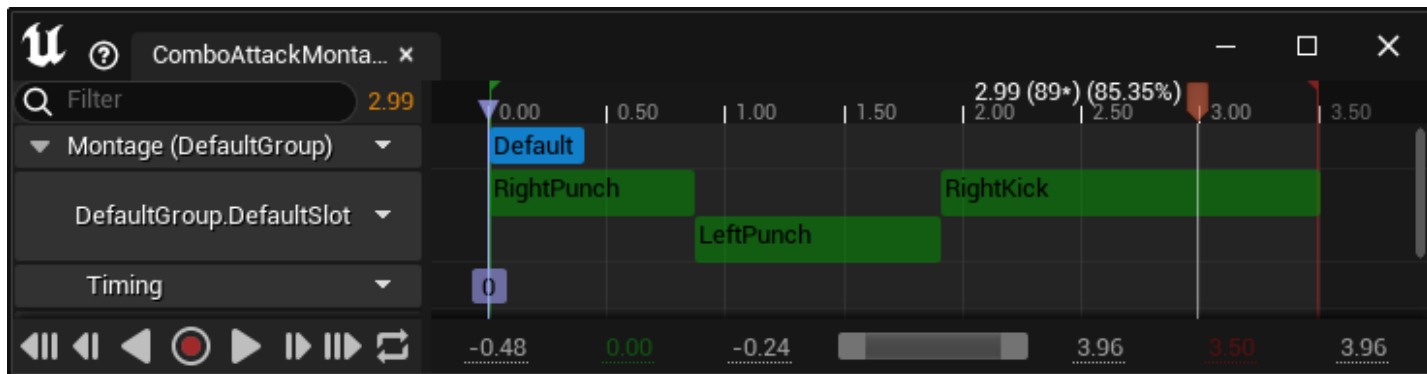 ComboAttackMonta...
Filter 2.99
2.99 (89*) (85.35%)
0.00 0.50 1.00 1.50 2.00 2.50 3.00 3.50
Montage (DefaultGroup)
Default
RightPunch RightKick
DefaultGroup.DefaultSlot
LeftPunch
Timing
0
-0.48 0.00 -0.24 3.96 3.50 3.96